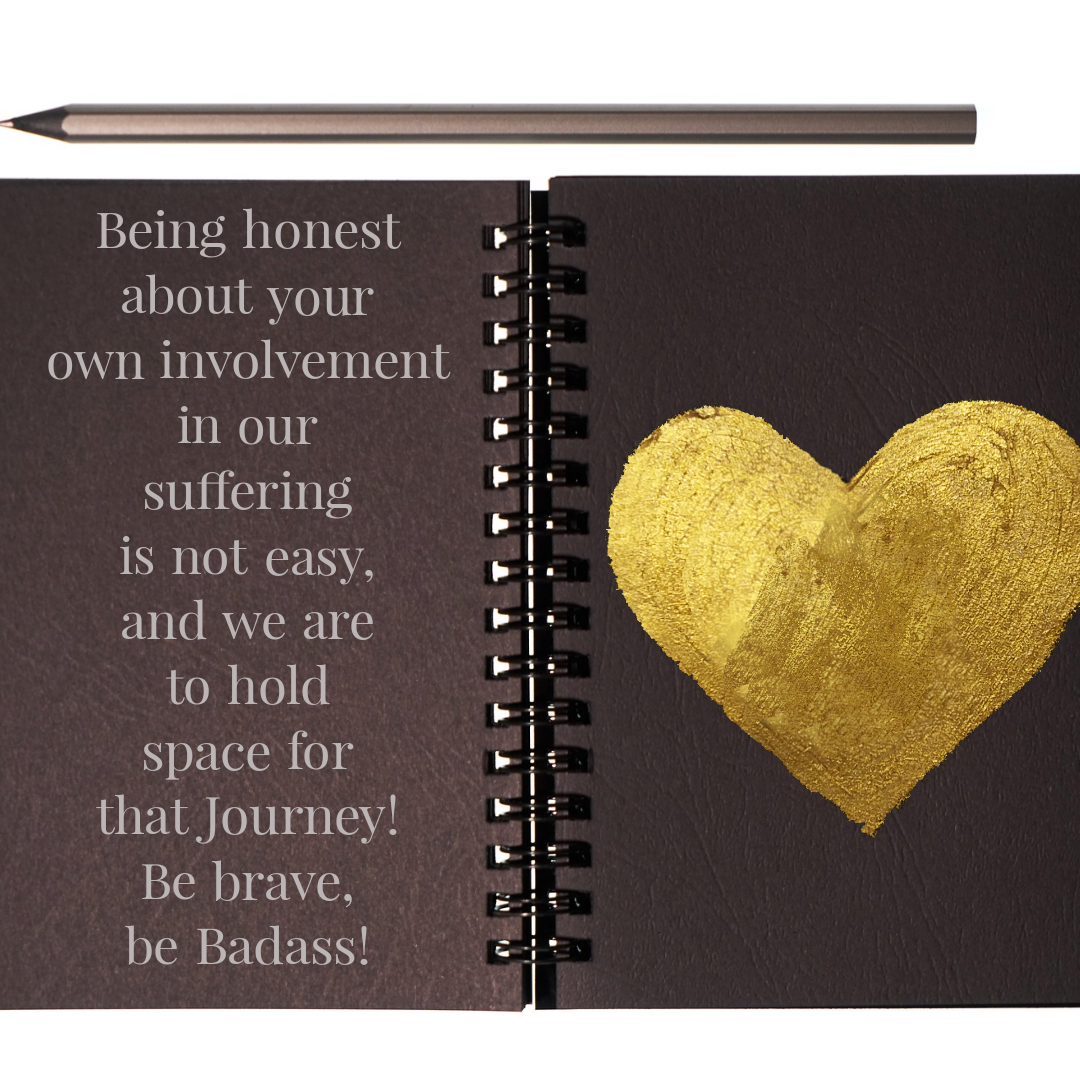 Being honest
about your
own involvement
in our
suffering
is not easy,
and we are
to hold
space for
that Journey!
Be brave,
be Badass!